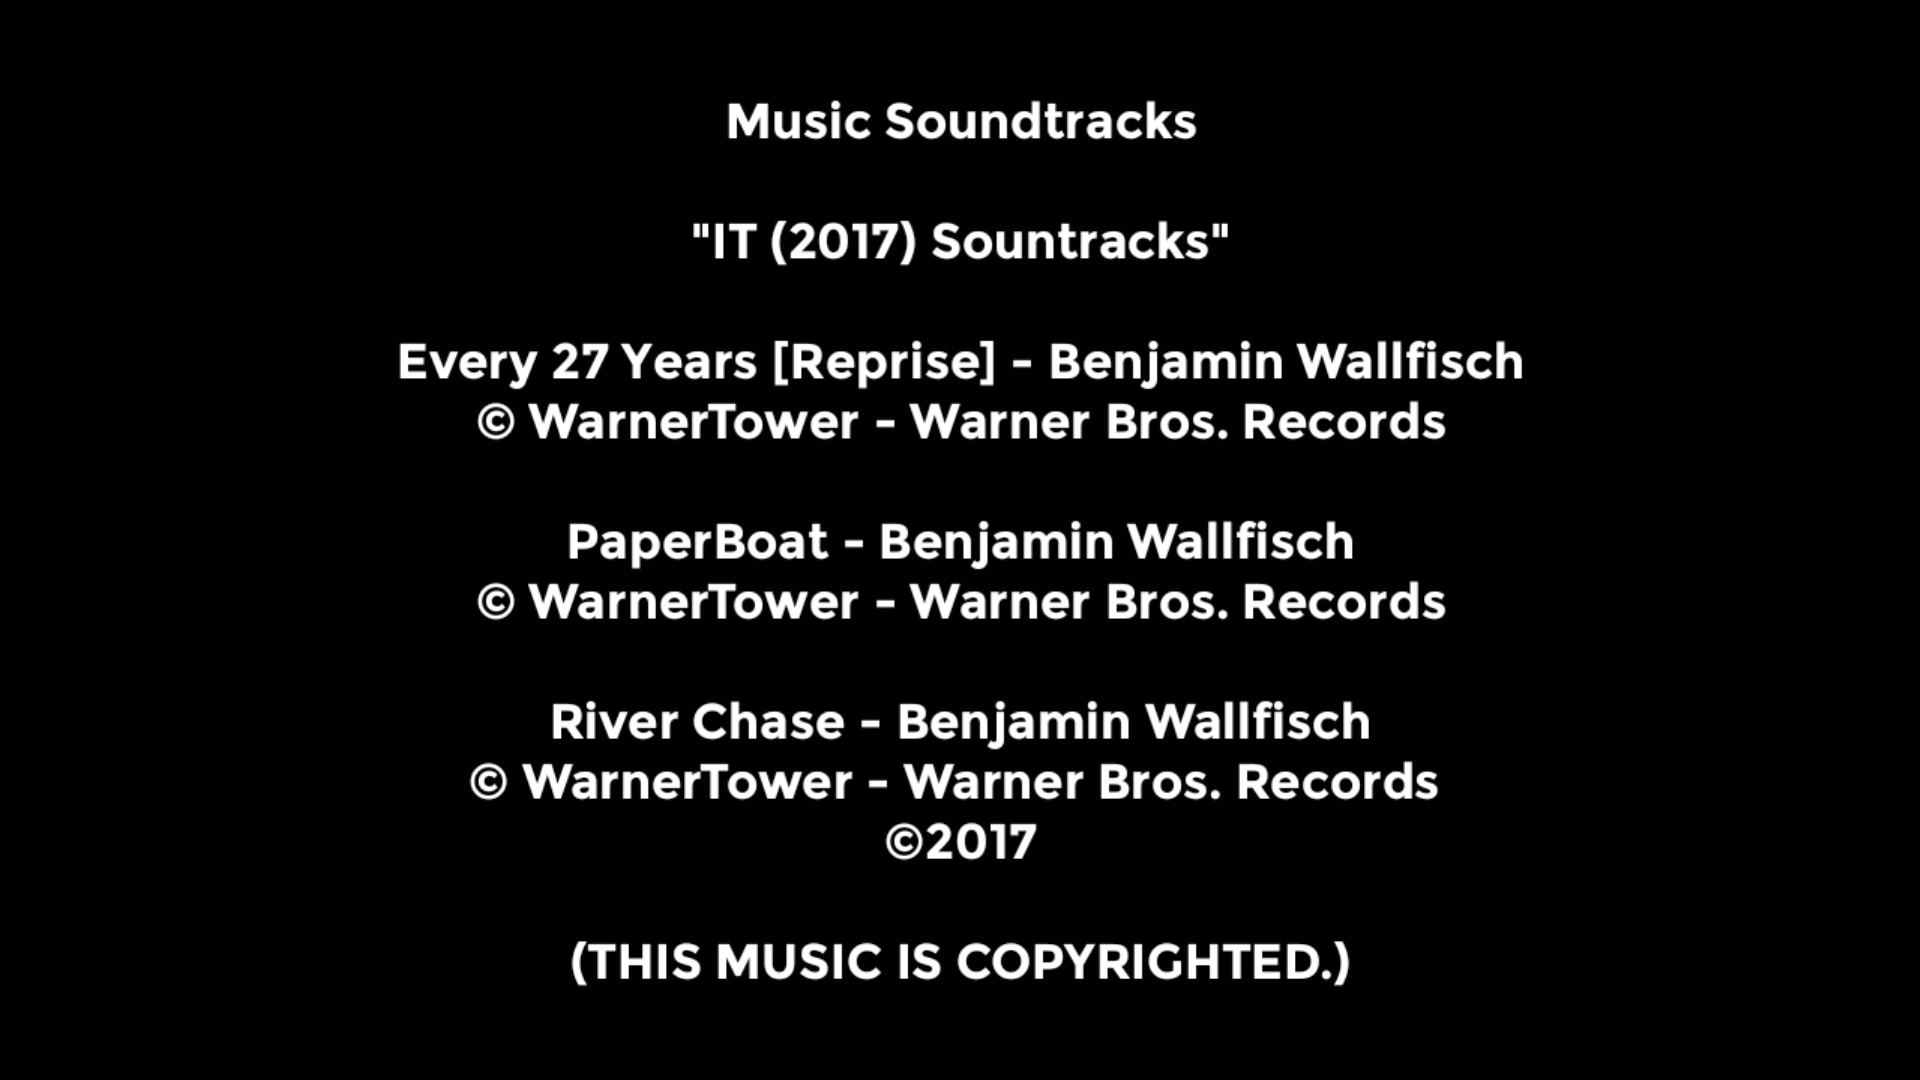 Music Soundtracks
"IT (2017) Sountracks"
Every 27 Years [Reprise] - Benjamin Wallfisch
© WarnerTower - Warner Bros. Records
PaperBoat - Benjamin Wallfisch
© WarnerTower - Warner Bros. Records
River Chase - Benjamin Wallfisch
© WarnerTower - Warner Bros. Records
©2017
(THIS MUSIC IS COPYRIGHTED.)